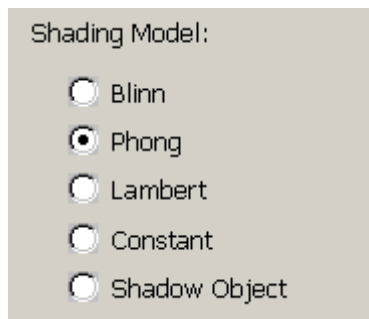 Shading Model:
Blinn
Phong
Lambert
Constant
Shadow Object